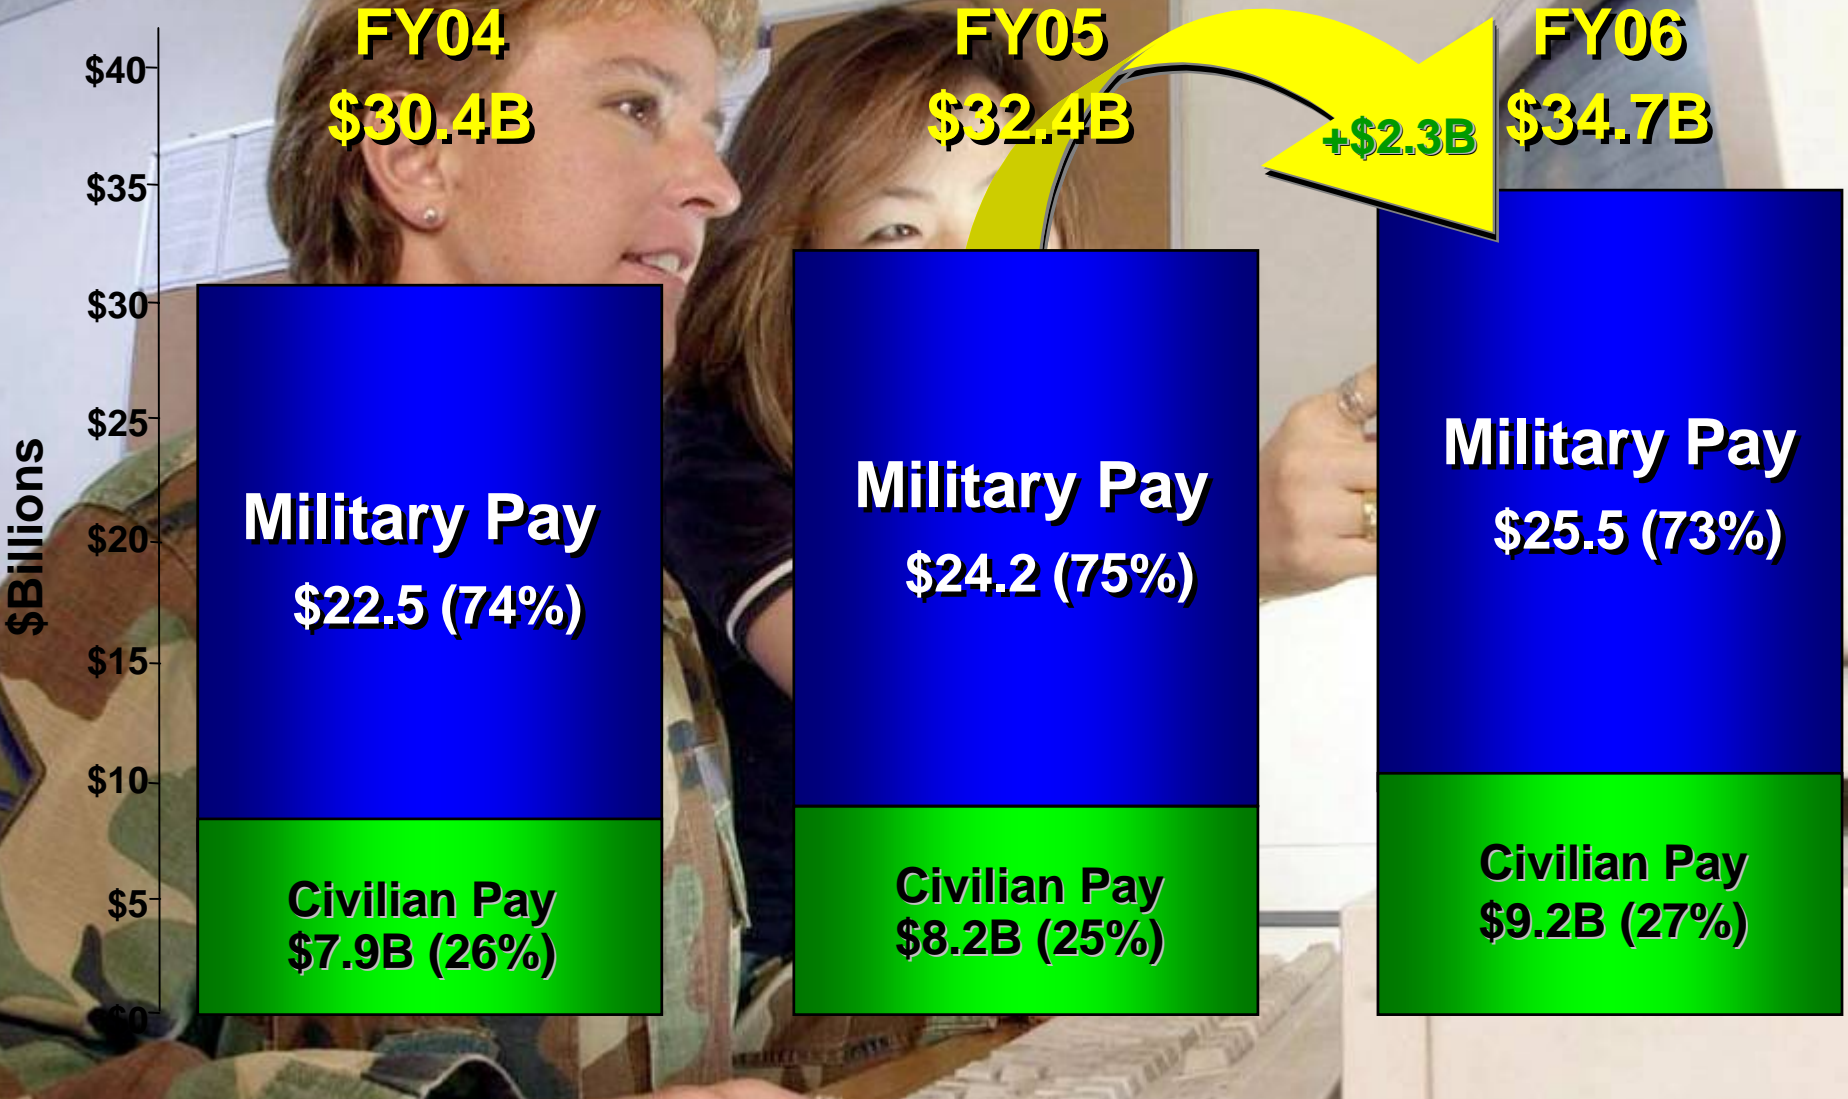 FY04
$30.4B
FY05
$32.4B
FY06
$34.7B
+$2.3B
$Billions
$40
$35
$30
$25
$20
$15
$10
$5
$0
Military Pay
$22.5 (74%)
Civilian Pay
$7.9B (26%)
Military Pay
$24.2 (75%)
Civilian Pay
$8.2B (25%)
Military Pay
$25.5 (73%)
Civilian Pay
$9.2B (27%)